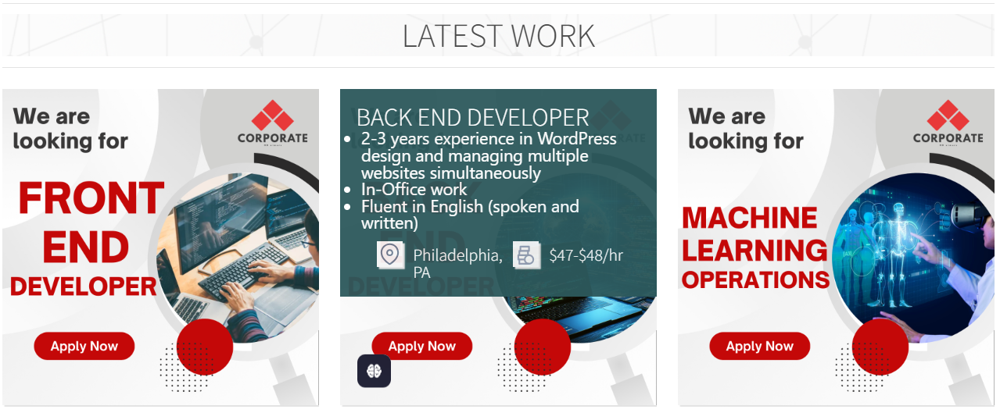 LATEST WORK
We are
looking for
CORPORATE
FRONT
END
DEVELOPER
Apply Now
BACK END DEVELOPER
• 2-3 years experience in WordPress
design and managing multiple
websites simultaneously
• In-Office work
• Fluent in English (spoken and
written)
Philadelphia,
PA
$47-$48/hr
END
DEVELOPER
Apply Now
We are
looking for
CORPORATE
MACHINE
LEARNING
OPERATIONS
Apply Now